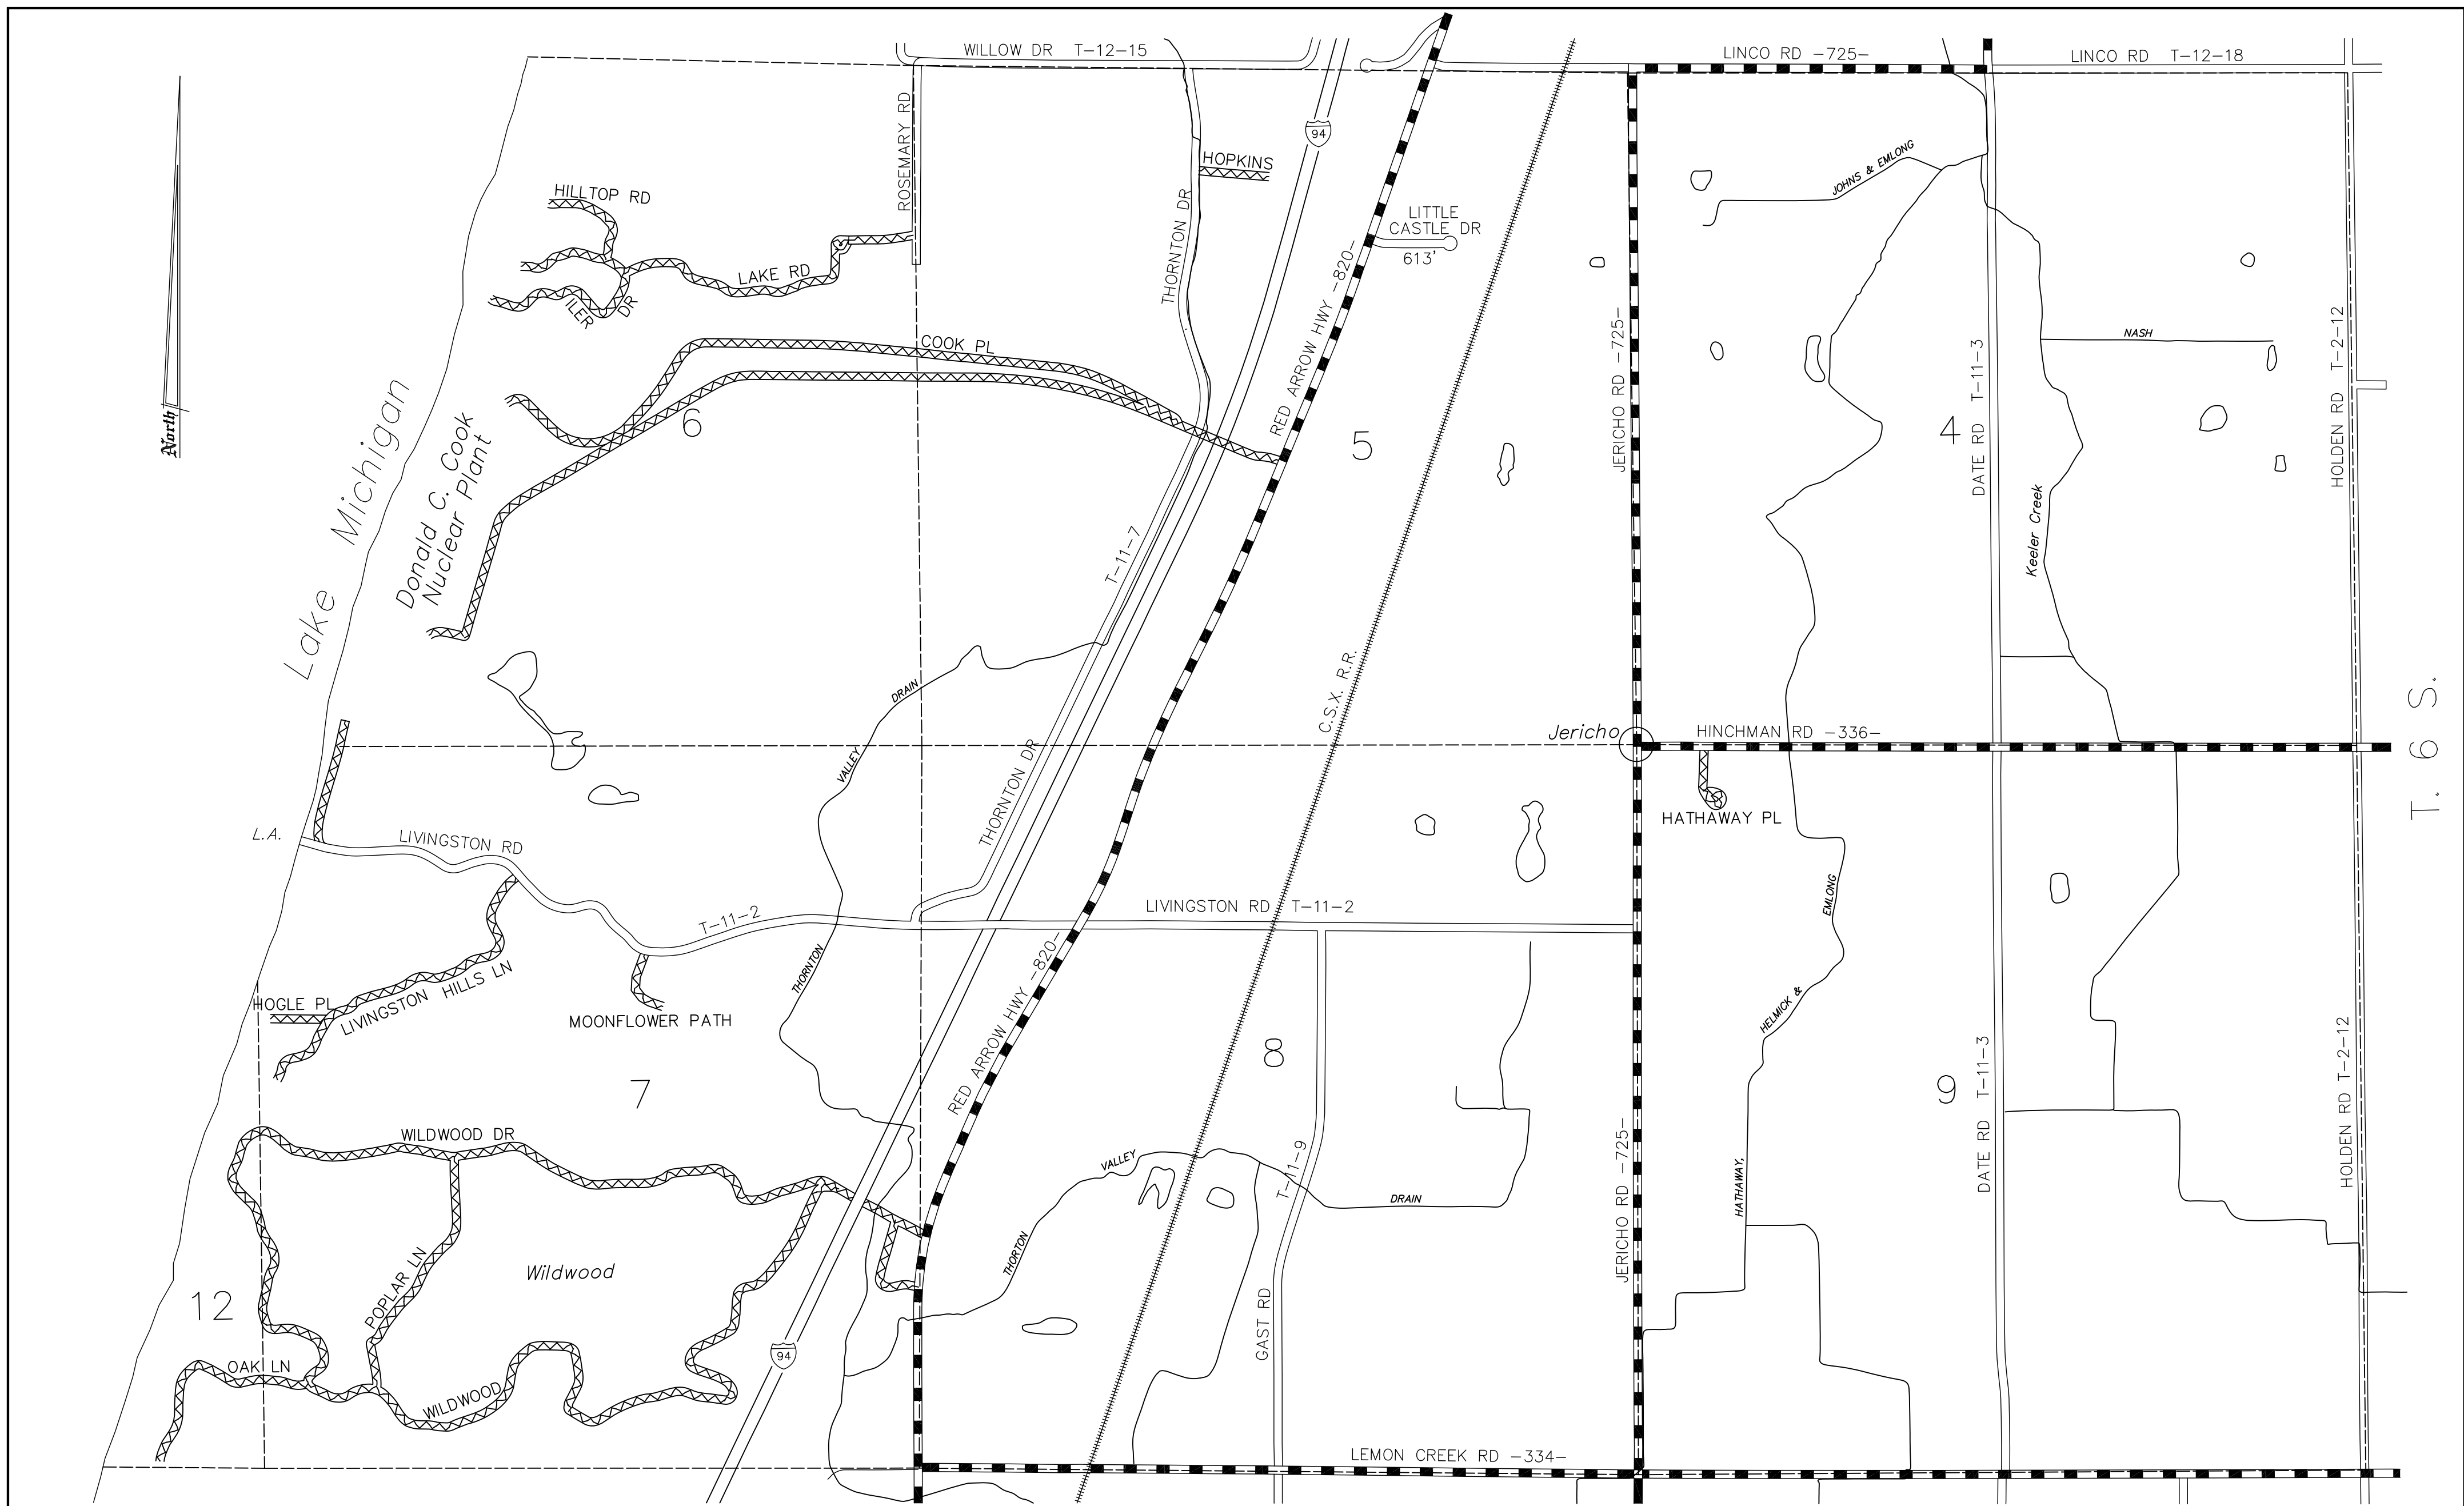 WILLOW DR T-12-15
LINCO RD -725-
LINCO RD T-12-18
94
ROSEMARY RD
HOPKINS
JOHNS & EMLONG
HILLTOP RD
THORNTON DR
LITTLE
CASTLE DR
613'
LAKE RD
ILER DR
RED ARROW HWY -820-
JERICHO RD -725-
DATE RD T-11-3
NASH
HOLDEN RD T-2-12
COOK PL
North
6
5
4
Lake Michigan
Donald C. Cook
Nuclear Plant
T-11-7
Keeler Creek
C.S.X. R.R.
VALLEY DRAIN
T. 6 S.
Jericho
HINCHMAN RD -336-
THORNTON DR
HATHAWAY PL
L.A.
LIVINGSTON RD
T-11-2
LIVINGSTON RD T-11-2
EMLONG
THORNTON
RED ARROW HWY -820-
HOGLE PL
LIVINGSTON HILLS LN
MOONFLOWER PATH
HELMICK &
8
7
9
DATE RD T-11-3
HOLDEN RD T-2-12
WILDWOOD DR
VALLEY
T-11-9
DRAIN
JERICHO RD -725-
HATHAWAY,
THORTON
POPLAR LN
Wildwood
12
GAST RD
94
OAK LN
WILDWOOD
LEMON CREEK RD -334-